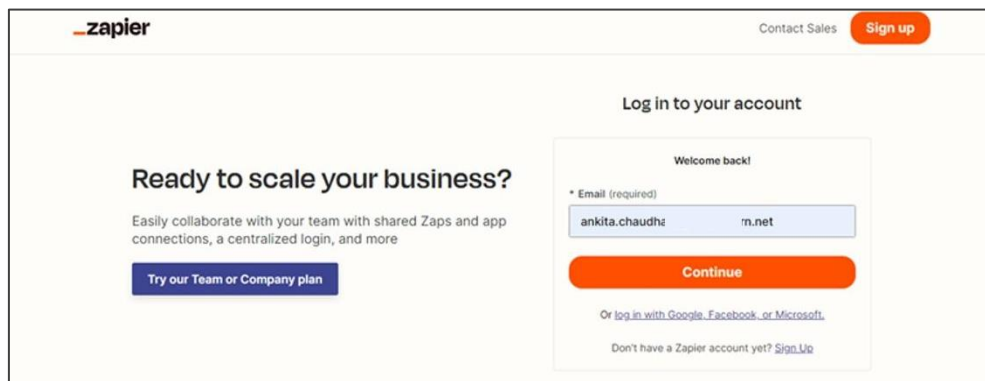 zapier
Contact Sales
Sign up
Log in to your account
Welcome back!
Ready to scale your business?
* Email (required)
Easily collaborate with your team with shared Zaps and app
connections, a centralized login, and more
ankita.chaudha rn.net
Try our Team or Company plan
Continue
Or log in with Google, Facebook, or Microsoft.
Don't have a Zapier account yet? Sign Up